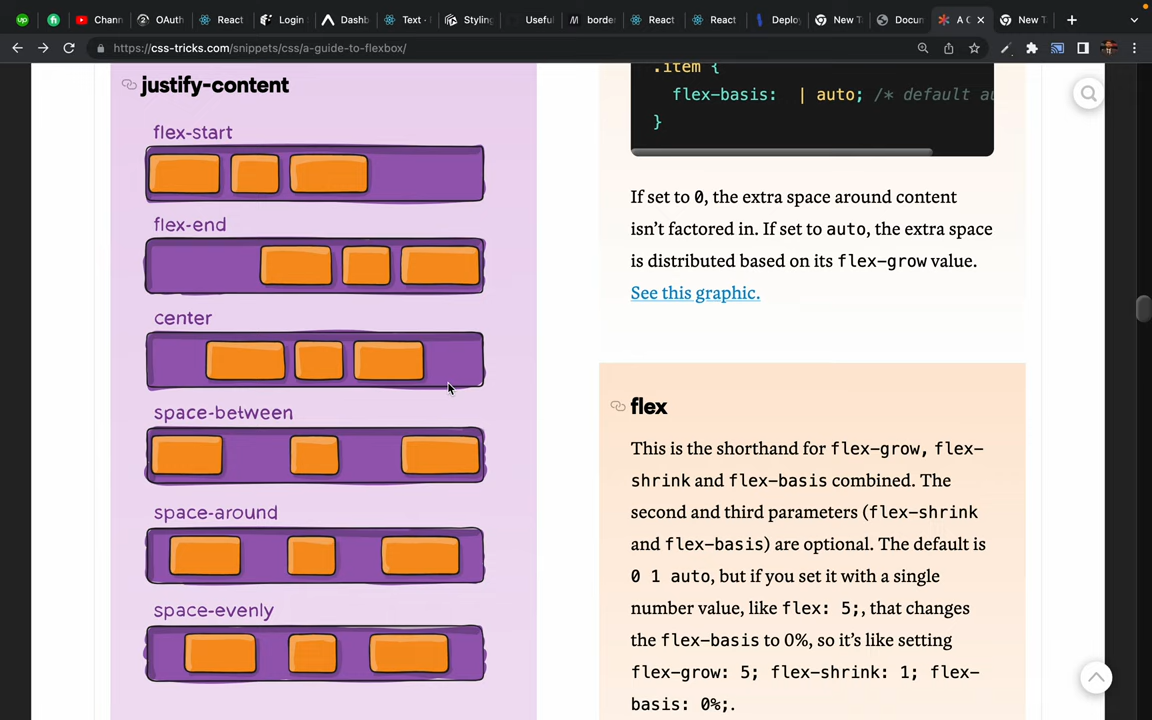 Chann
OAuth
React
Login
Dashb
Text -
Styling
Useful
border
React
React
Deploy
New T
Docun
A G
New T
https://css-tricks.com/snippets/css/a-guide-to-flexbox/
justify-content
flex-start
flex-end
center
space-between
space-around
space-evenly
.item {
flex-basis:  | auto; /* default au
}
If set to 0, the extra space around content
isn't factored in. If set to auto, the extra space
is distributed based on its flex-grow value.
See this graphic.
flex
This is the shorthand for flex-grow, flex-
shrink and flex-basis combined. The
second and third parameters (flex-shrink
and flex-basis) are optional. The default is
0 1 auto, but if you set it with a single
number value, like flex: 5;, that changes
the flex-basis to 0%, so it's like setting
flex-grow: 5; flex-shrink: 1; flex-
basis: 0%;.